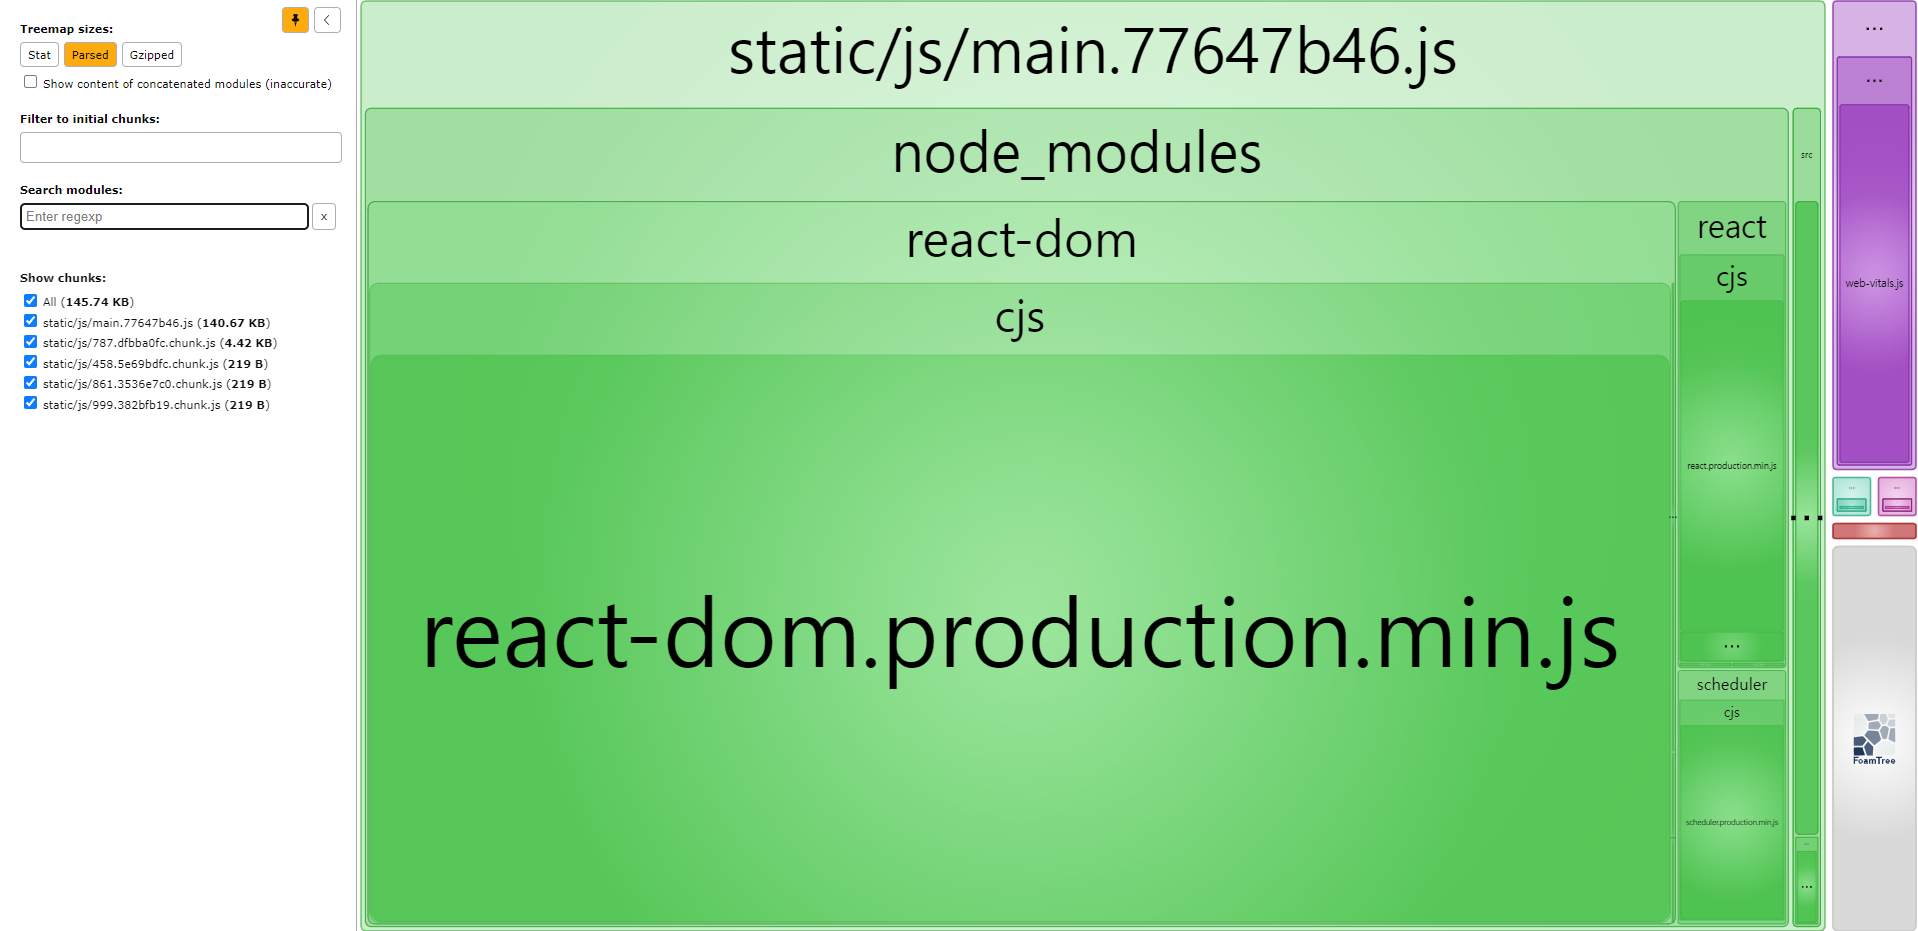 Treemap sizes:
Stat
Parsed
Gzipped
Show content of concatenated modules (inaccurate)
Filter to initial chunks:
Search modules:
Enter regexp
x
Show chunks:
All (145.74 KB)
static/js/main.77647b46.js (140.67 KB)
static/js/787.dfbba0fc.chunk.js (4.42 KB)
static/js/458.5e69bdfc.chunk.js (219 B)
static/js/861.3536e7c0.chunk.js (219 B)
static/js/999.382bfb19.chunk.js (219 B)
static/js/main.77647b46.js
node_modules
react-dom
cjs
react-dom.production.min.js
...
react
cjs
react.production.min.js
...
scheduler
cjs
scheduler.production.min.js
src
...
...
...
...
web-vitals.js
...
...
FoamTree